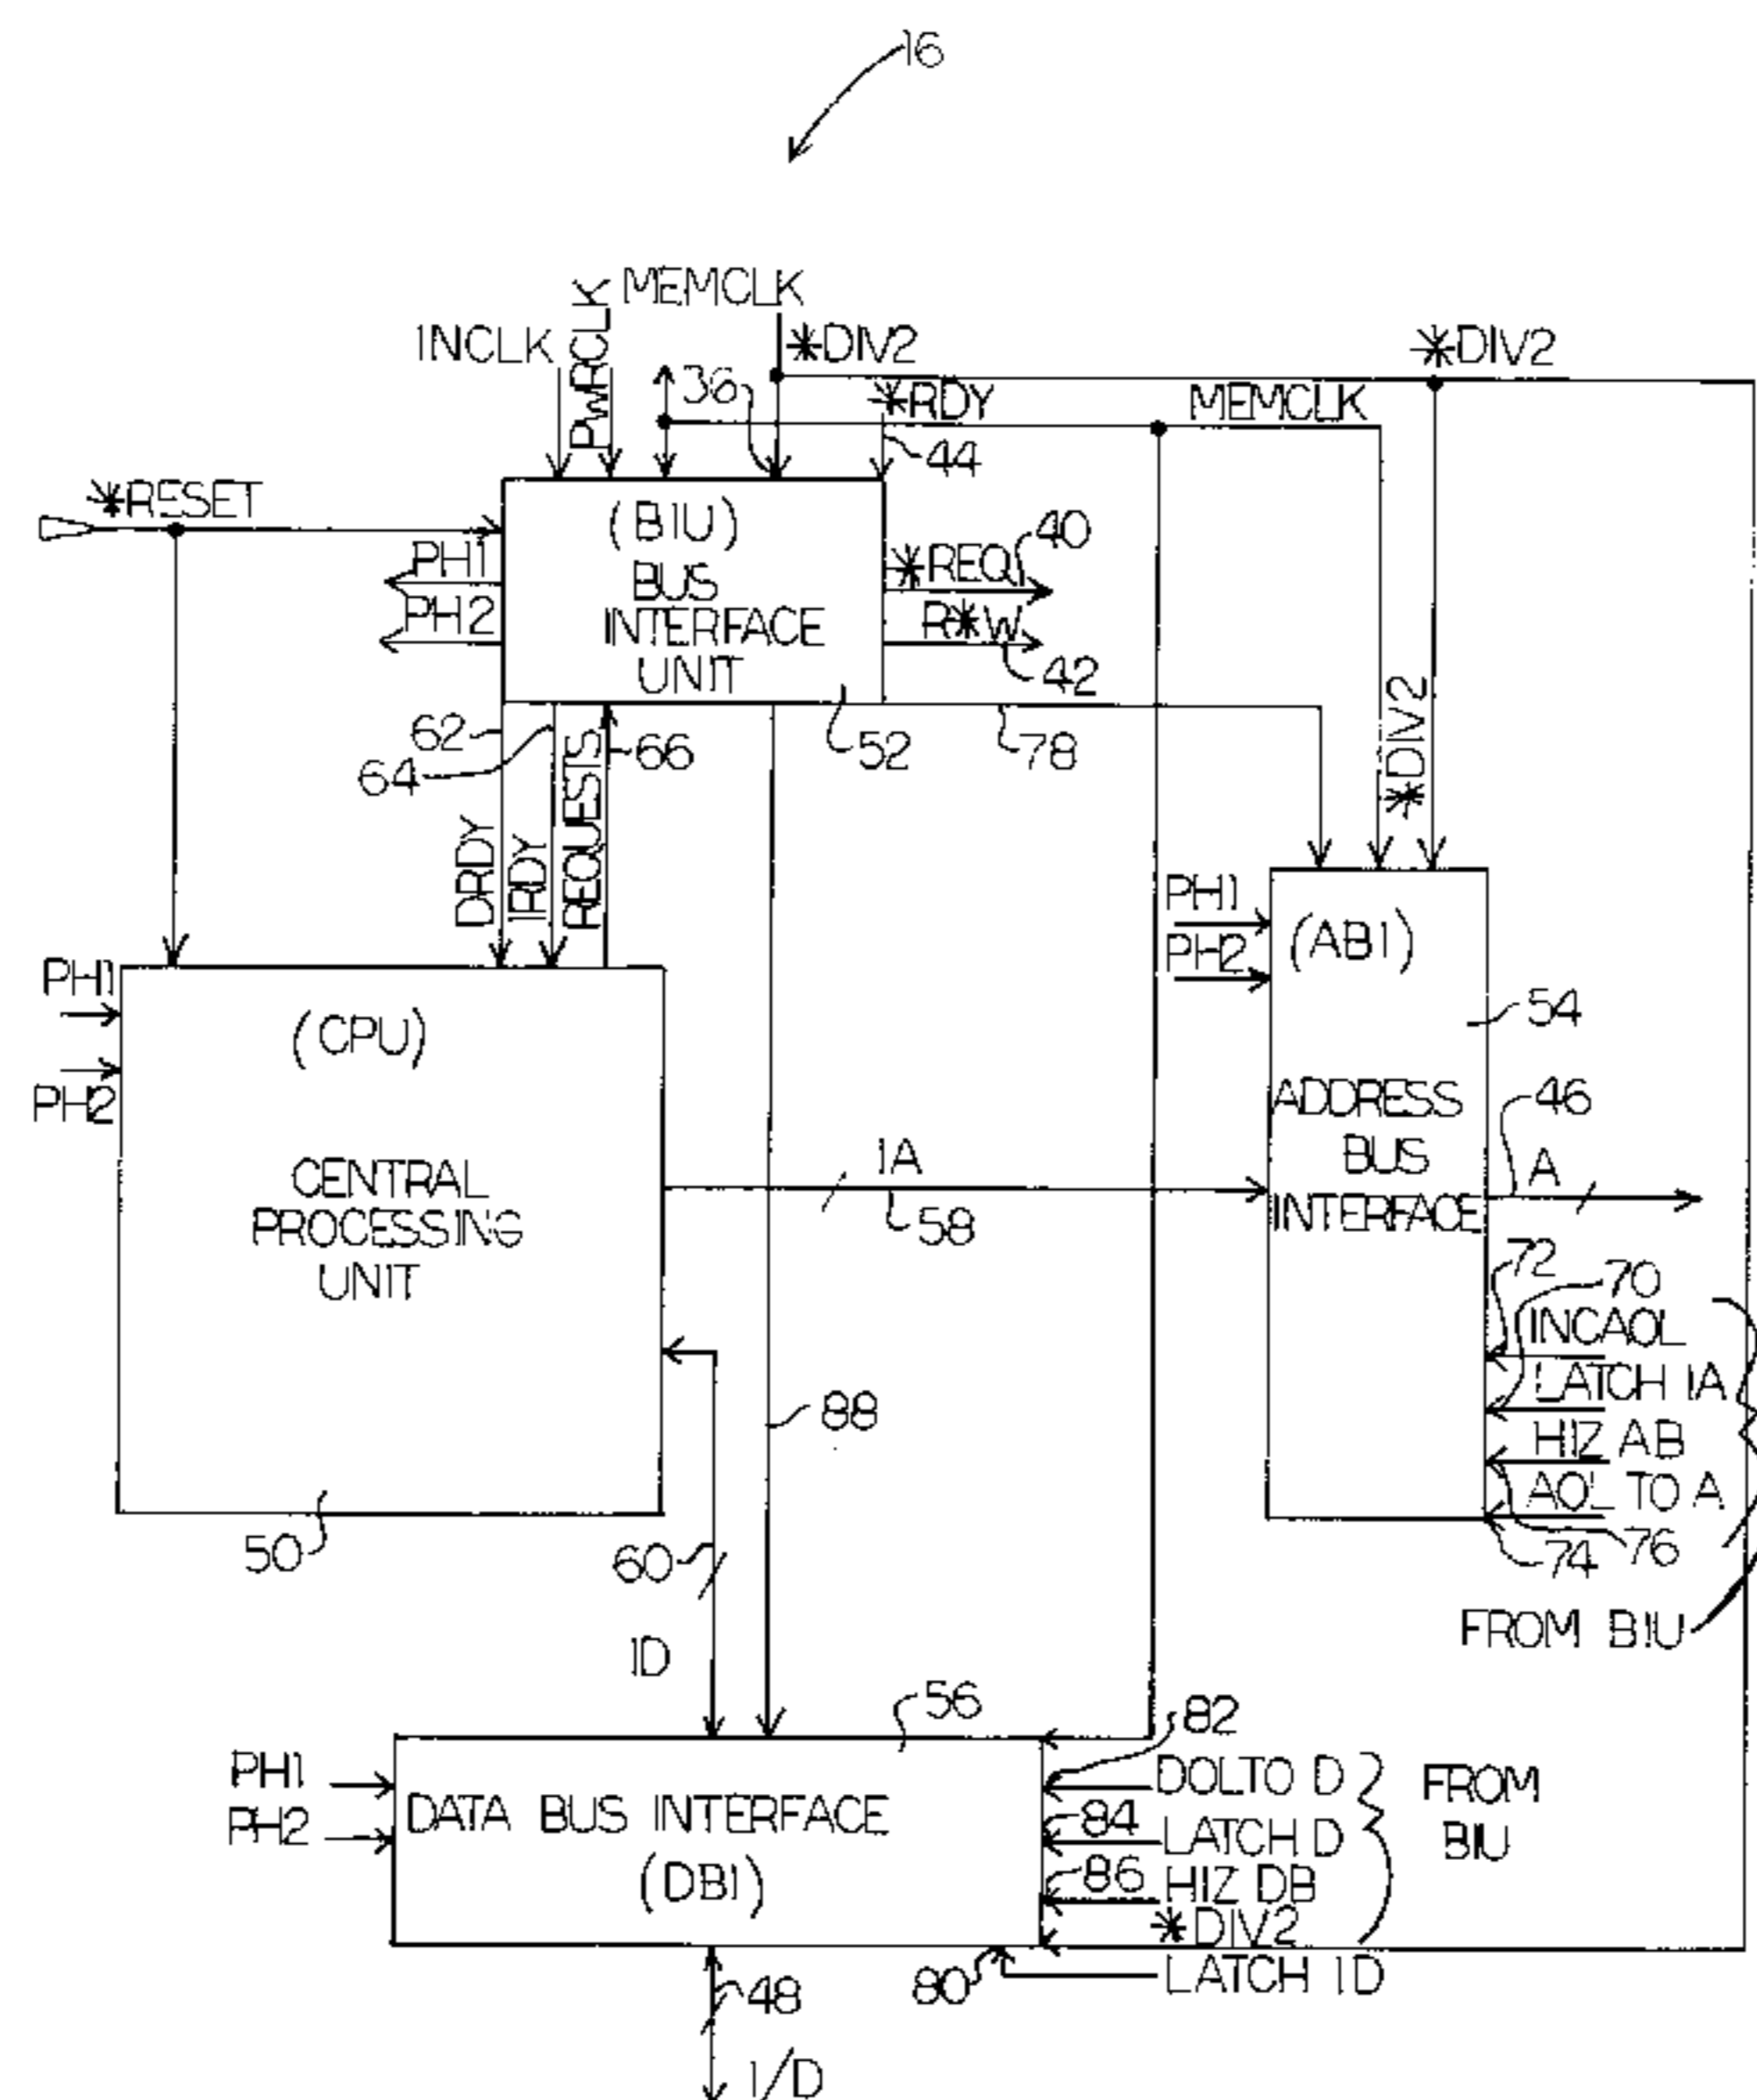 16
MEMCLK
INCLK
PWRCLK
*DIV2
*DIV2
36
*RDY
MEMCLK
44
*RESET
(BIU)
BUS
INTERFACE
UNIT
PH1
PH2
*REQ
40
R*W
42
62
64
66
52
78
*DIV2
DRDY
IRDY
REQUESTS
PH1
PH2
(ABI)
54
PH1
PH2
(CPU)
CENTRAL
PROCESSING
UNIT
ADDRESS
BUS
INTERFACE
46
A
IA
58
72
70
INCAOL
LATCH IA
HIZ AB
AOL TO A
88
50
60
74
76
FROM BIU
ID
56
82
PH1
PH2
DATA BUS INTERFACE
(DBI)
DOLTO D
84
LATCH D
86
HIZ DB
*DIV2
FROM
BIU
80
LATCH ID
48
I/D